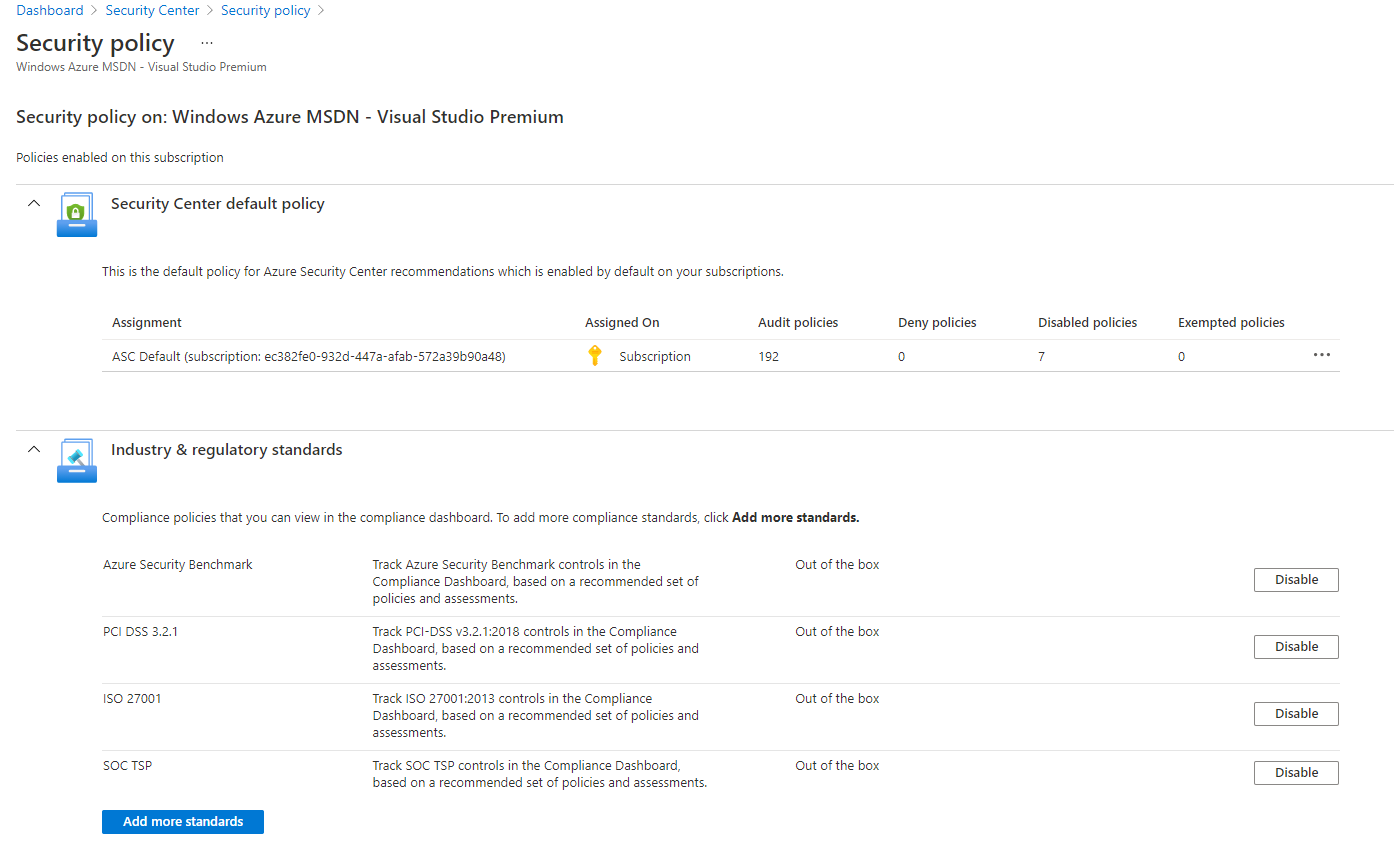 Dashboard > Security Center > Security policy >
Security policy ...
Windows Azure MSDN - Visual Studio Premium
Security policy on: Windows Azure MSDN - Visual Studio Premium
Policies enabled on this subscription
Security Center default policy
This is the default policy for Azure Security Center recommendations which is enabled by default on your subscriptions.
Assignment Assigned On Audit policies Deny policies Disabled policies Exempted policies
ASC Default (subscription: ec382fe0-932d-447a-afab-572a39b90a48) Subscription 192 0 7 0 ...
Industry & regulatory standards
Compliance policies that you can view in the compliance dashboard. To add more compliance standards, click Add more standards.
Azure Security Benchmark Track Azure Security Benchmark controls in the Out of the box
Compliance Dashboard, based on a recommended set of
policies and assessments.
Disable
PCI DSS 3.2.1 Track PCI-DSS v3.2.1:2018 controls in the Compliance Out of the box
Dashboard, based on a recommended set of policies and
assessments.
Disable
ISO 27001 Track ISO 27001:2013 controls in the Compliance Out of the box
Dashboard, based on a recommended set of policies and
assessments.
Disable
SOC TSP Track SOC TSP controls in the Compliance Dashboard, Out of the box
based on a recommended set of policies and assessments.
Disable
Add more standards